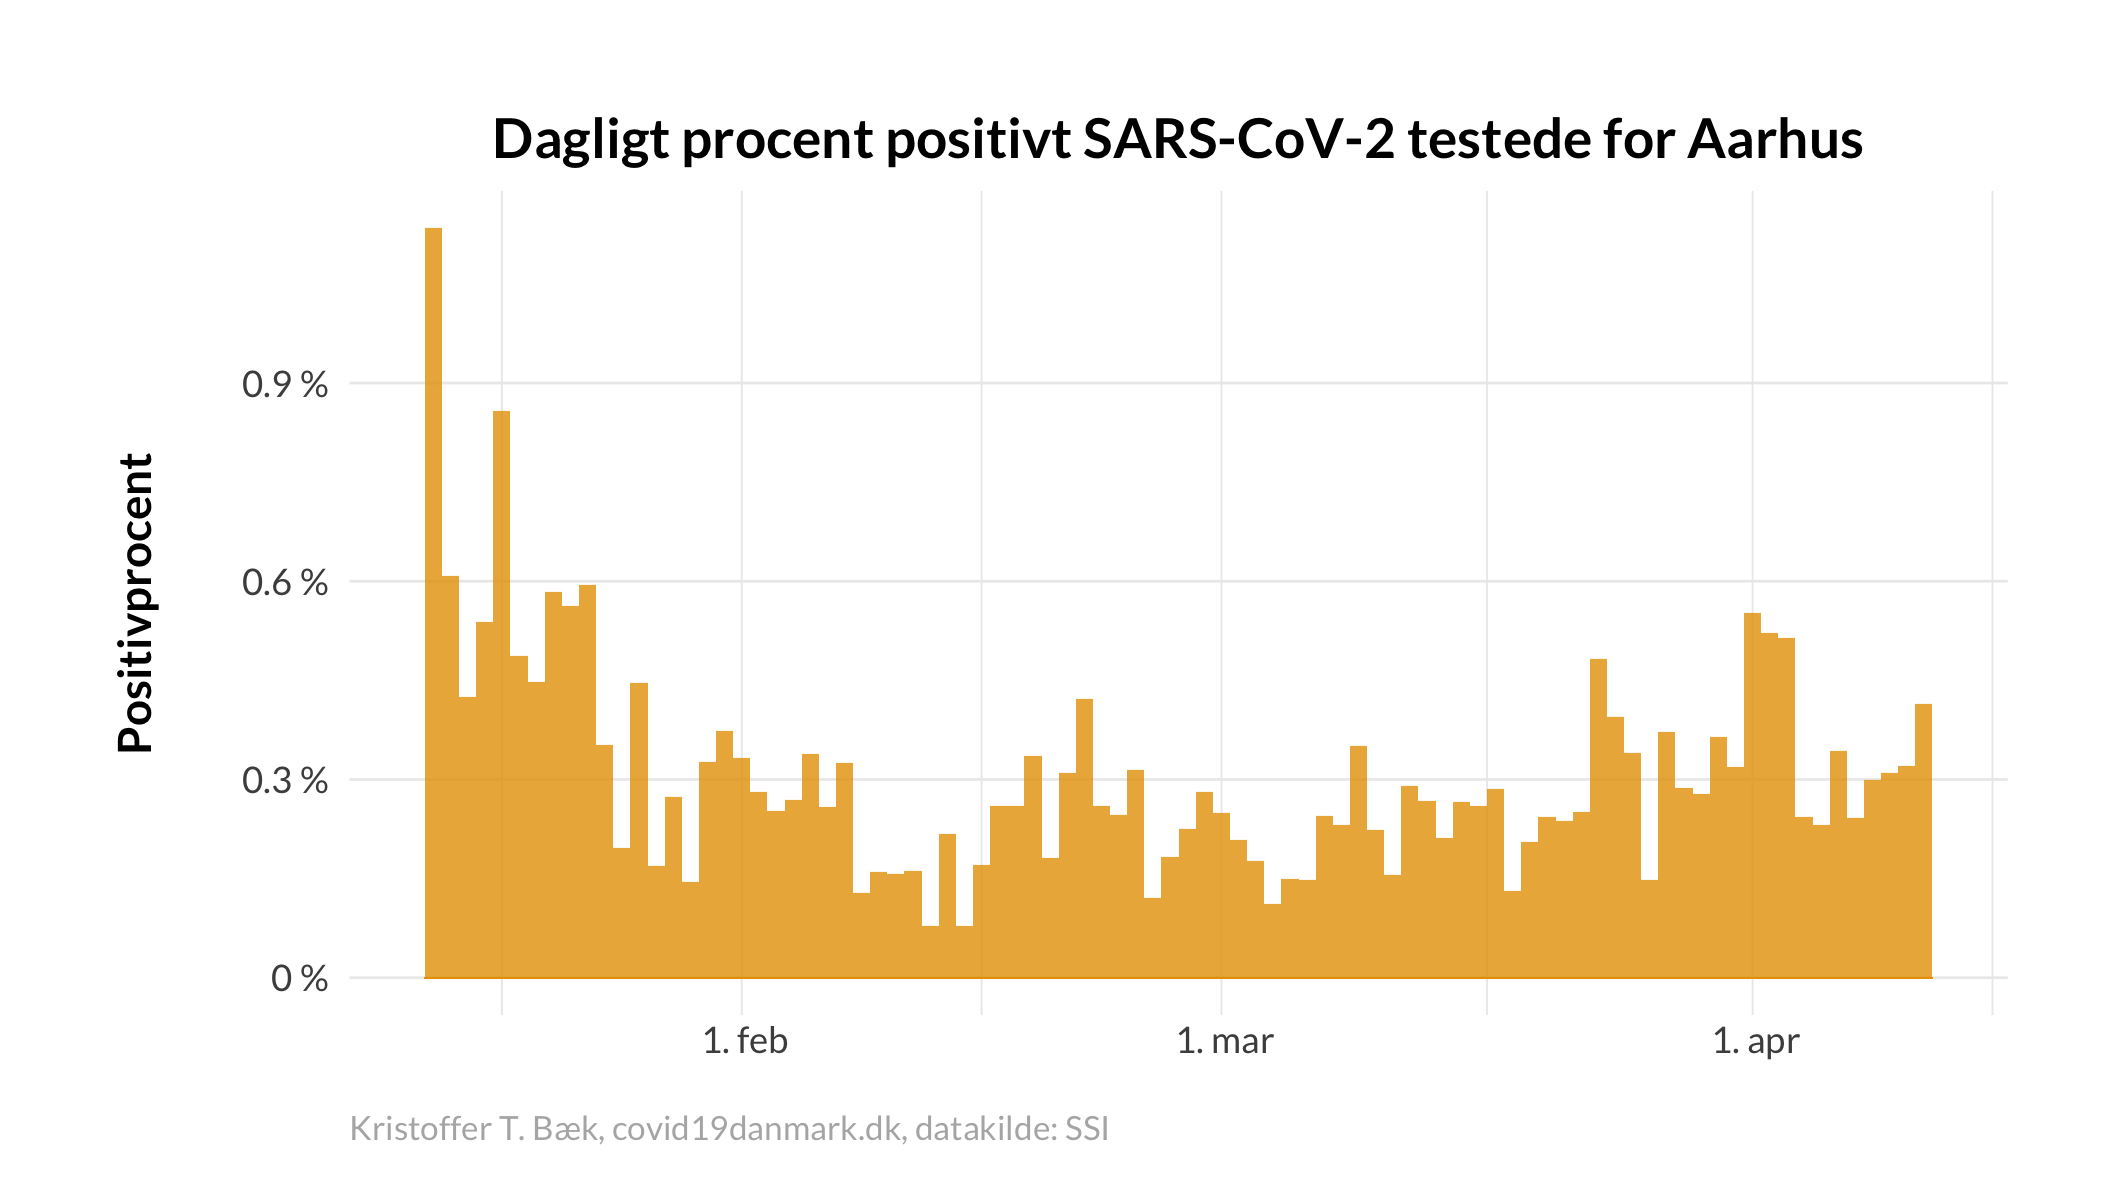 Dagligt procent positivt SARS-CoV-2 testede for Aarhus
Positivprocent
0.9 %
0.6 %
0.3 %
0 %
1. feb
1. mar
1. apr
Kristoffer T. Bæk, covid19danmark.dk, datakilde: SSI